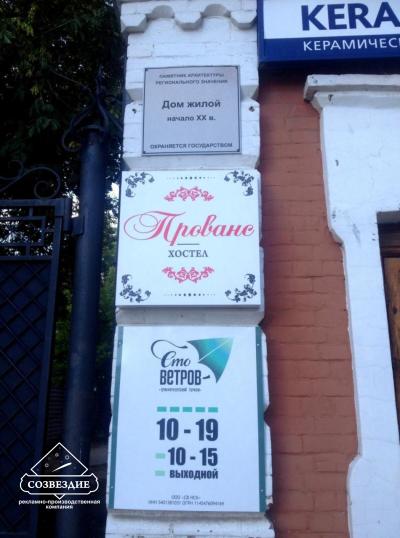 KERA
КЕРАМИЧЕС
ПАМЯТНИК АРХИТЕКТУРЫ
РЕГИОНАЛЬНОГО ЗНАЧЕНИЯ
Дом жилой
начало XX в.
ОХРАНЯЕТСЯ ГОСУДАРСТВОМ
Прованс
ХОСТЕЛ
Сто
ВЕТРОВ
10 - 19
10 - 15
ВЫХОДНОЙ
СОЗВЕЗДИЕ
рекламно-производственная
компания